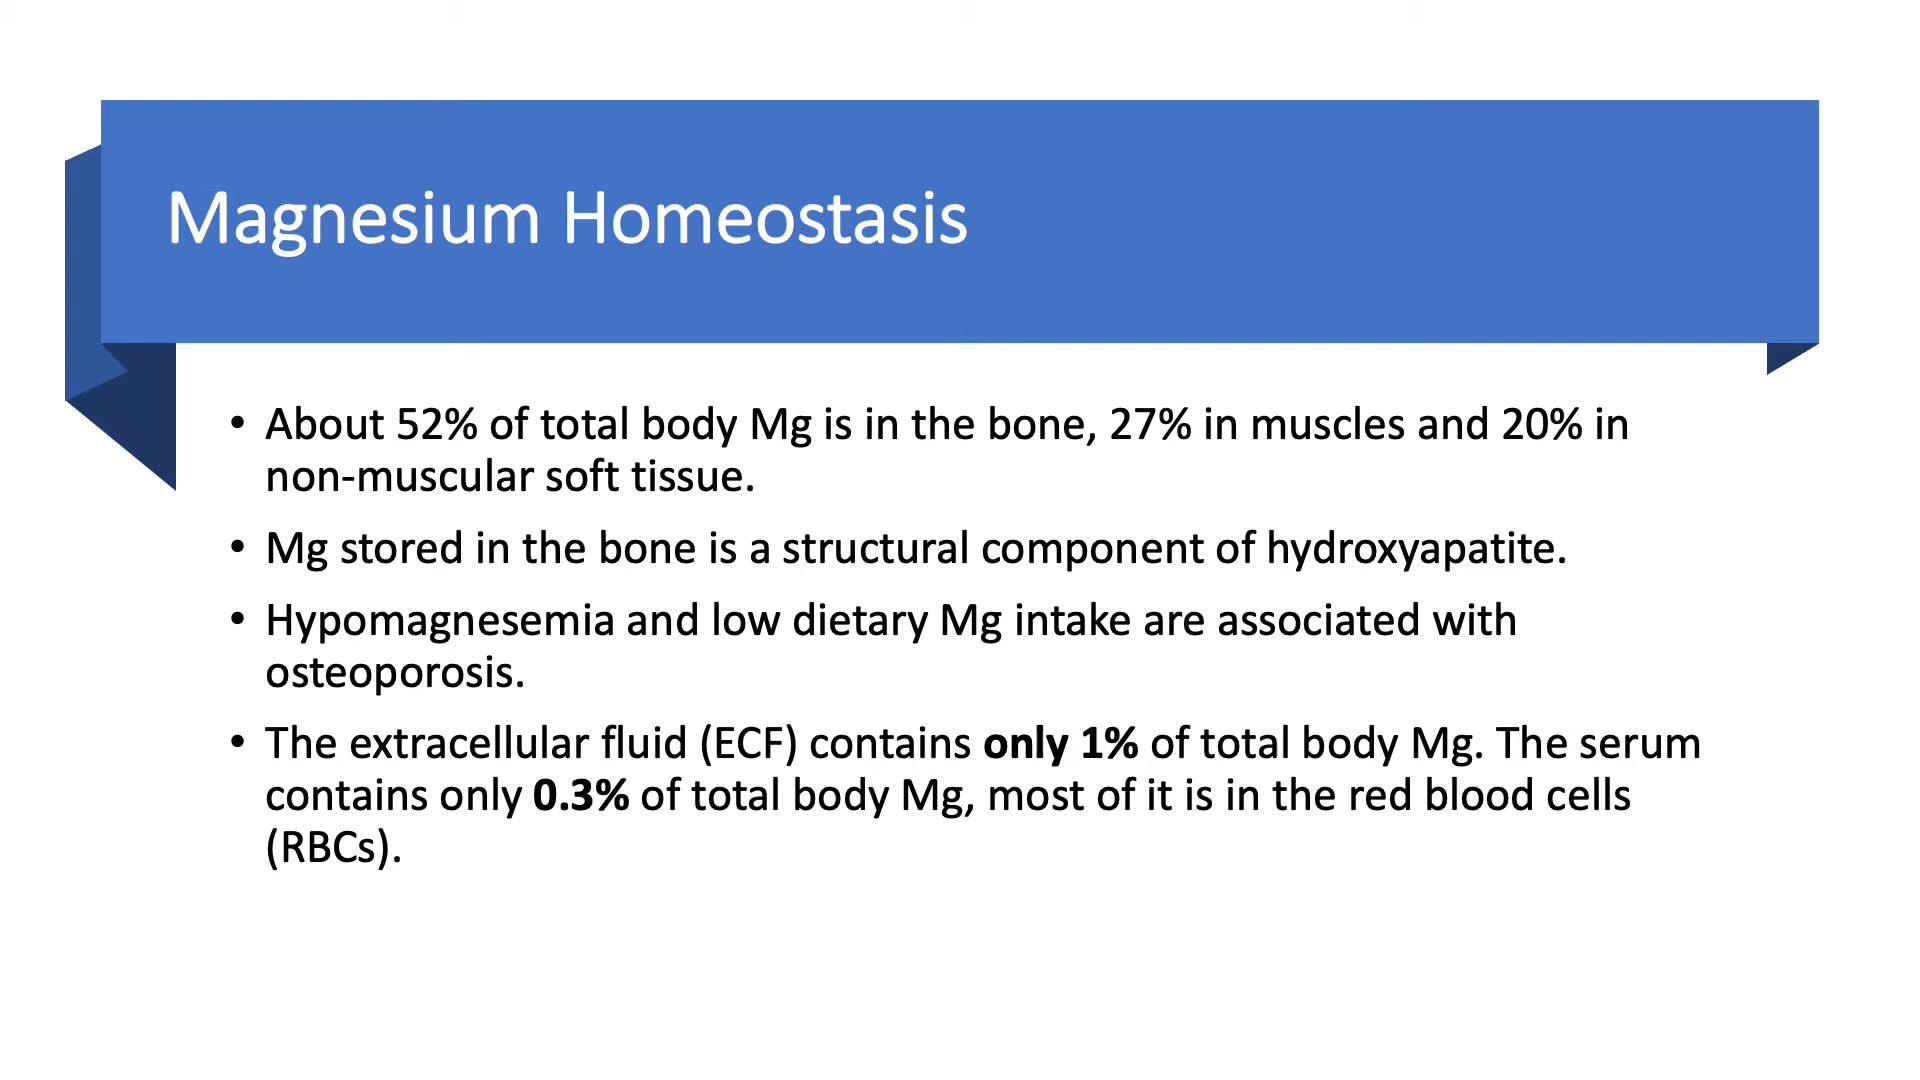 Magnesium Homeostasis
• About 52% of total body Mg is in the bone, 27% in muscles and 20% in
non-muscular soft tissue.
• Mg stored in the bone is a structural component of hydroxyapatite.
• Hypomagnesemia and low dietary Mg intake are associated with
osteoporosis.
• The extracellular fluid (ECF) contains only 1% of total body Mg. The serum
contains only 0.3% of total body Mg, most of it is in the red blood cells
(RBCs).